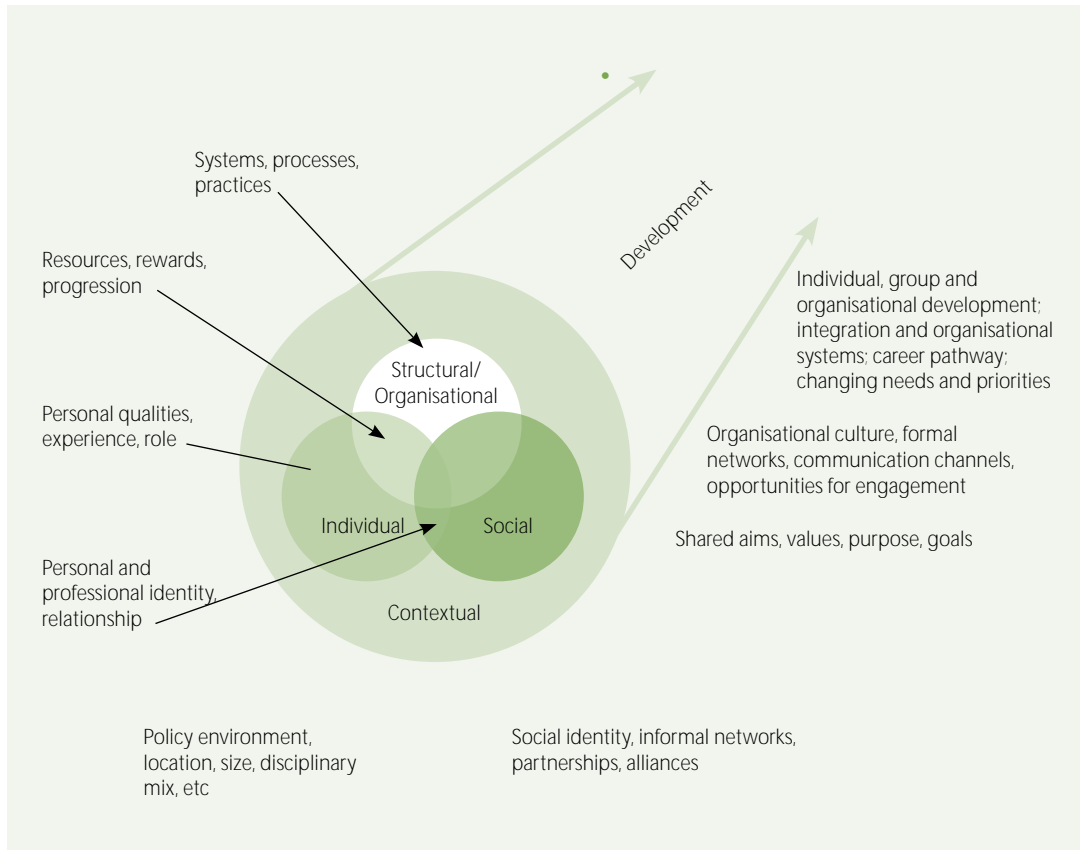 Systems, processes,
practices
Development
Resources, rewards,
progression
Individual, group and
organisational development;
integration and organisational
systems; career pathway;
changing needs and priorities
Structural/
Organisational
Personal qualities,
experience, role
Organisational culture, formal
networks, communication channels,
opportunities for engagement
Individual
Social
Shared aims, values, purpose, goals
Personal and
professional identity,
relationship
Contextual
Policy environment,
location, size, disciplinary
mix, etc
Social identity, informal networks,
partnerships, alliances